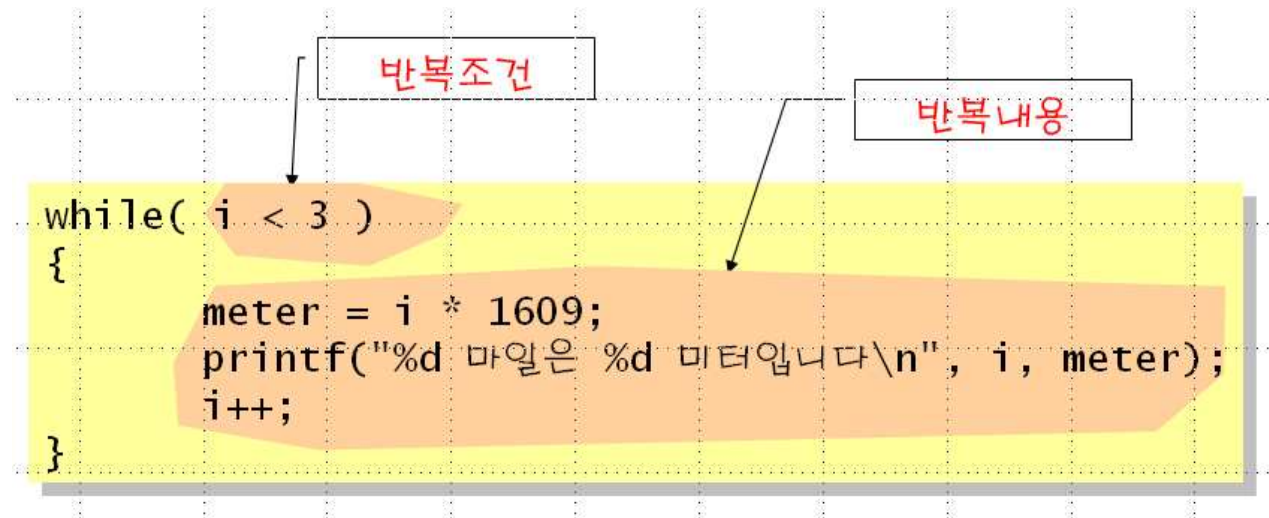 반복조건
반복내용
while( i < 3 )
{
meter = i * 1609;
printf("%d 마일은 %d 미터입니다\n", i, meter);
i++;
}